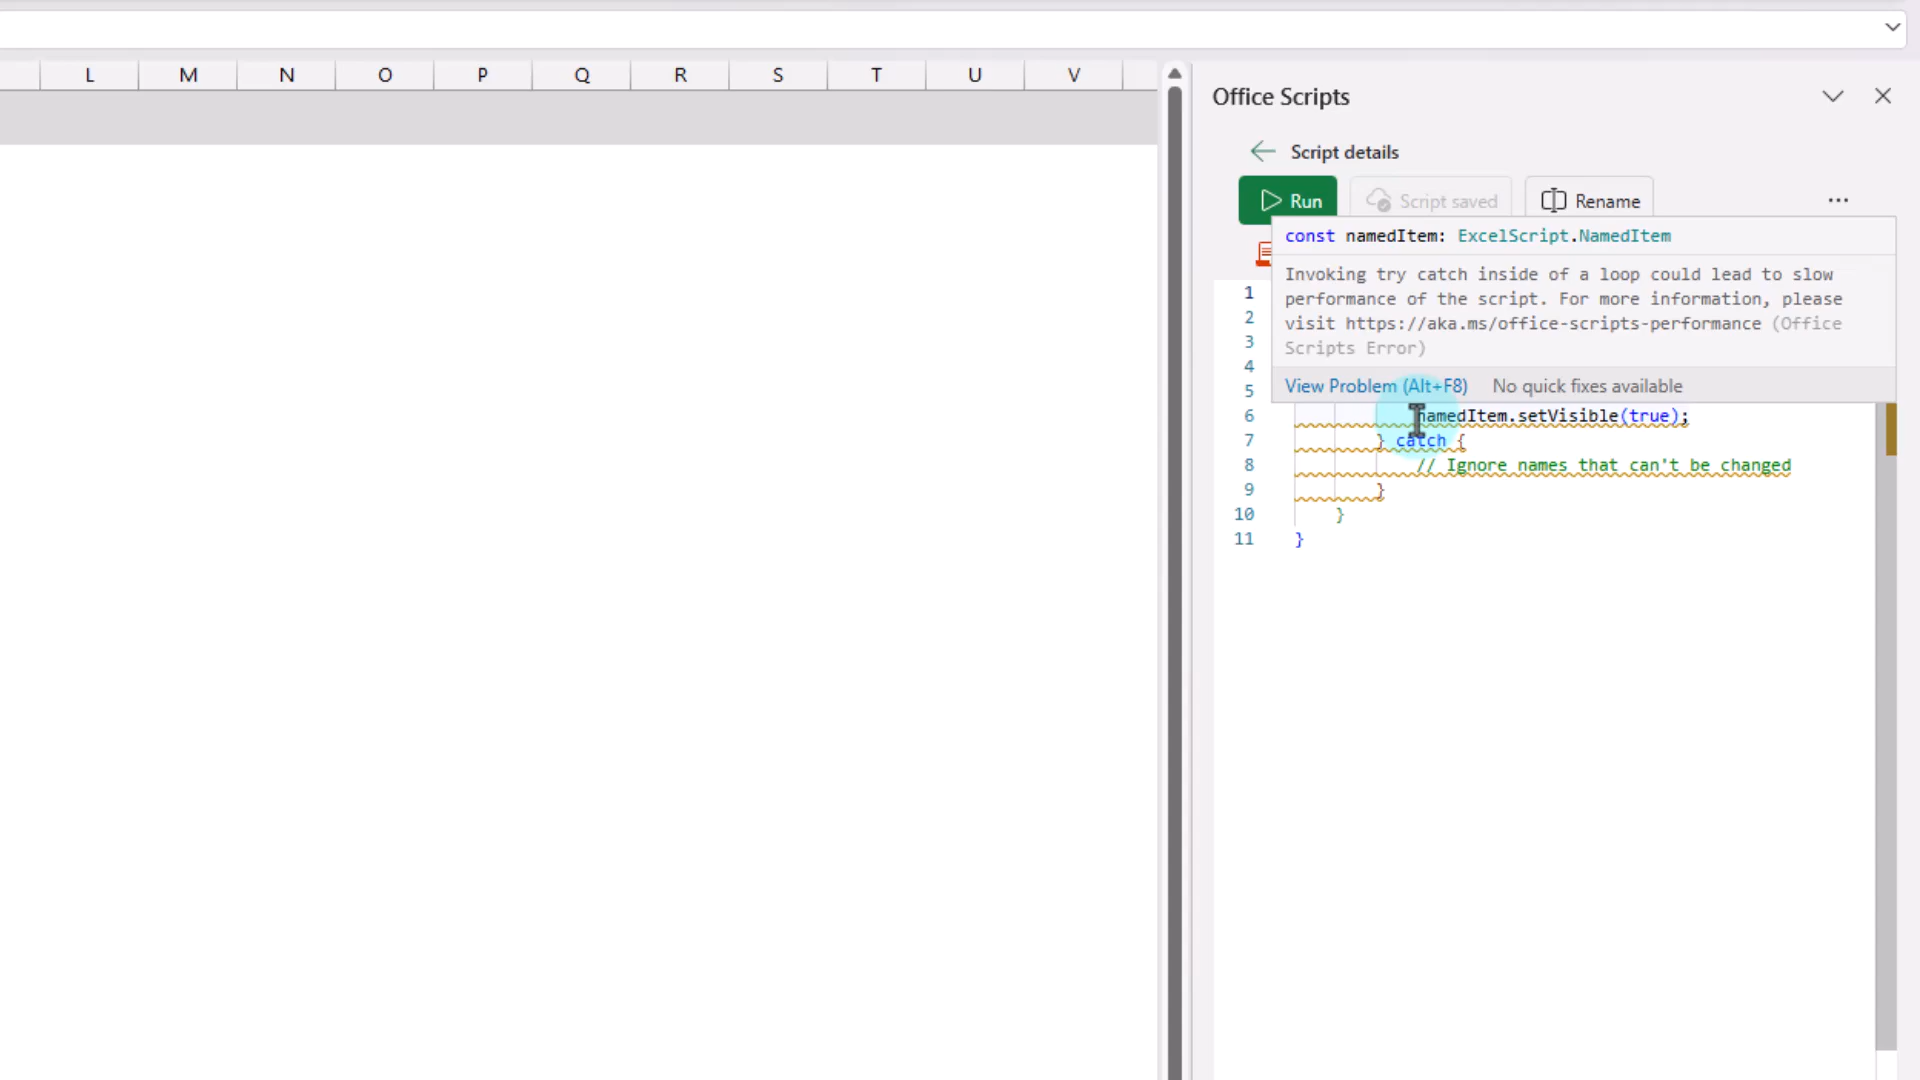 L M N O P Q R S T U V
Office Scripts
Script details
Run Script saved Rename ...
const namedItem: ExcelScript.NamedItem
Invoking try catch inside of a loop could lead to slow
performance of the script. For more information, please
visit https://aka.ms/office-scripts-performance (Office
Scripts Error)
View Problem (Alt+F8) No quick fixes available
1
2
3
4
5
6 namedItem.setVisible(true);
7 } catch {
8 // Ignore names that can't be changed
9 }
10 }
11 }